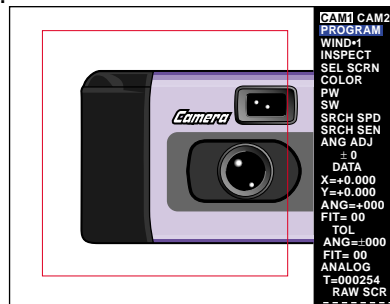 CAM1 CAM2
PROGRAM
WIND•1
INSPECT
SEL SCRN
COLOR
PW
SW
SRCH SPD
SRCH SEN
ANG ADJ
± 0
DATA
X=+0.000
Y=+0.000
ANG=+000
FIT= 00
TOL
ANG=±000
FIT= 00
ANALOG
T=000254
RAW SCR
Camera